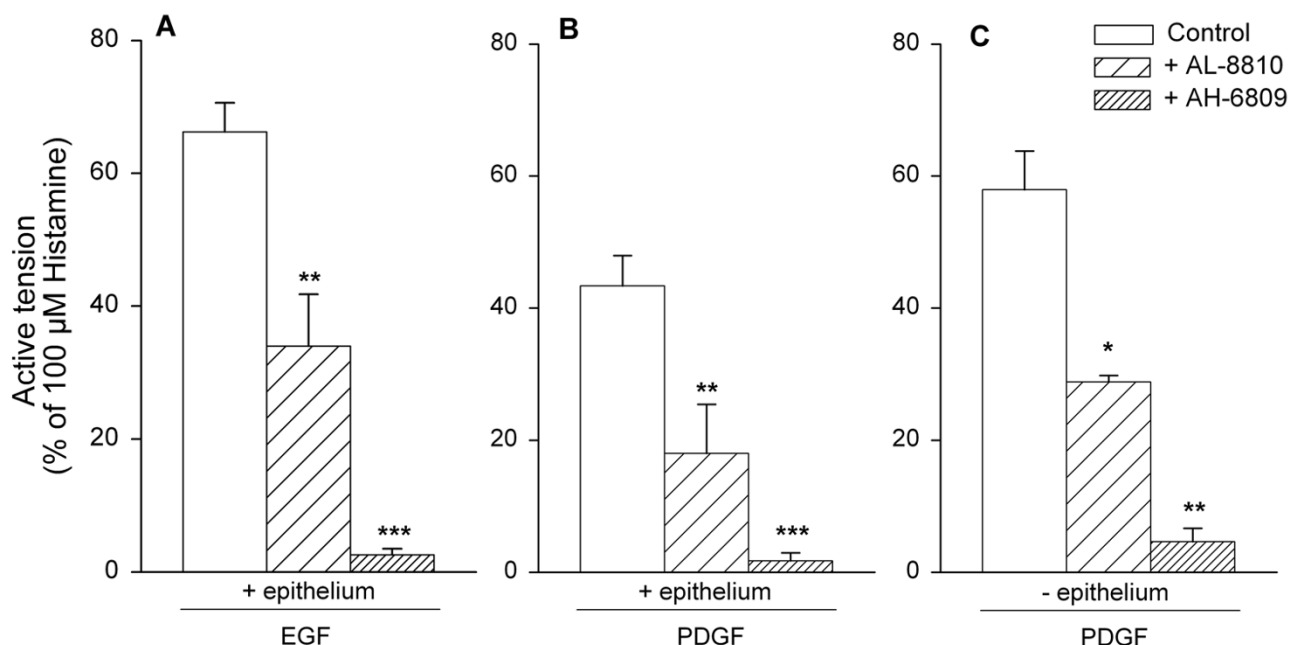 A
B
C
Control
+ AL-8810
+ AH-6809
Active tension
(% of 100 µM Histamine)
80
60
40
20
0
**
***
+ epithelium
EGF
80
60
40
20
0
**
***
+ epithelium
PDGF
80
60
40
20
0
*
**
- epithelium
PDGF